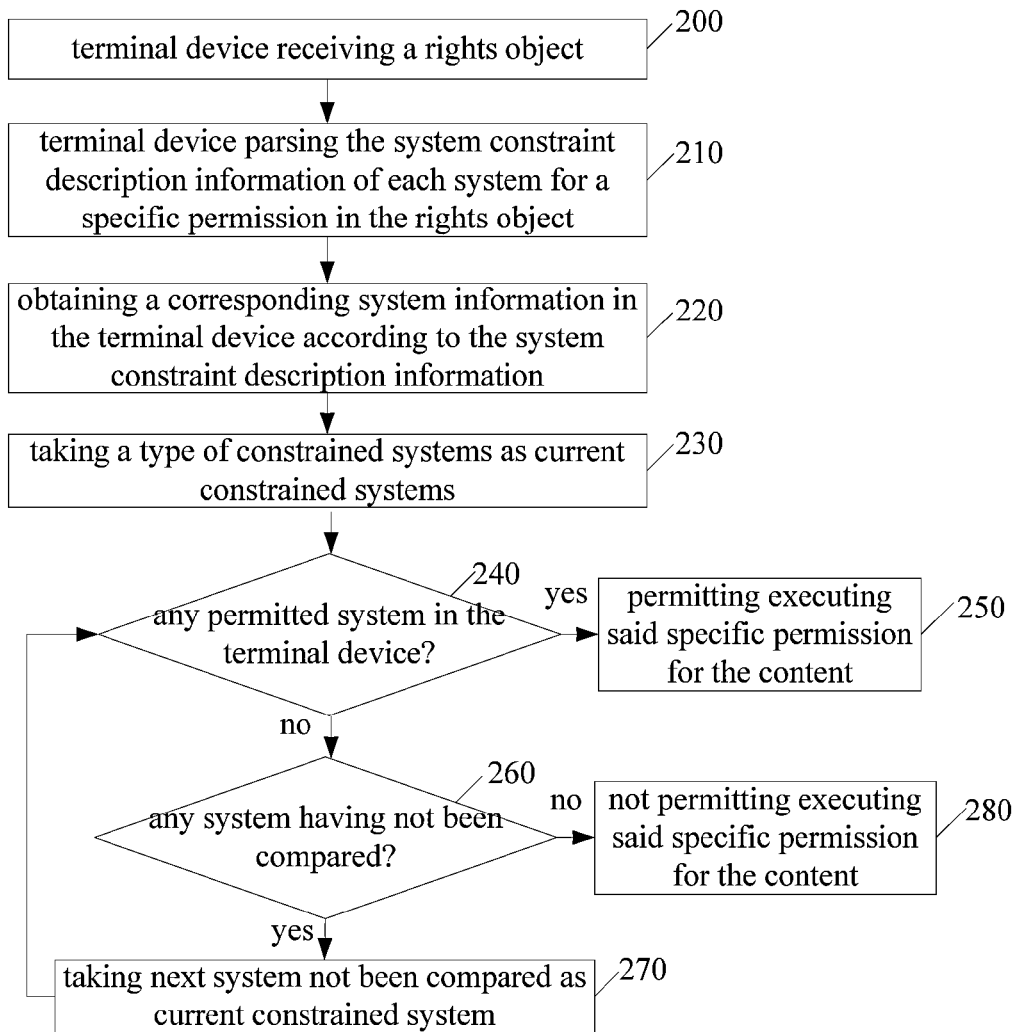 terminal device receiving a rights object
200
terminal device parsing the system constraint
description information of each system for a
specific permission in the rights object
210
obtaining a corresponding system information in
the terminal device according to the system
constraint description information
220
taking a type of constrained systems as current
constrained systems
230
240
any permitted system in the
terminal device?
yes
permitting executing
said specific permission
for the content
250
no
260
any system having not been
compared?
no
not permitting executing
said specific permission
for the content
280
yes
taking next system not been compared as
current constrained system
270